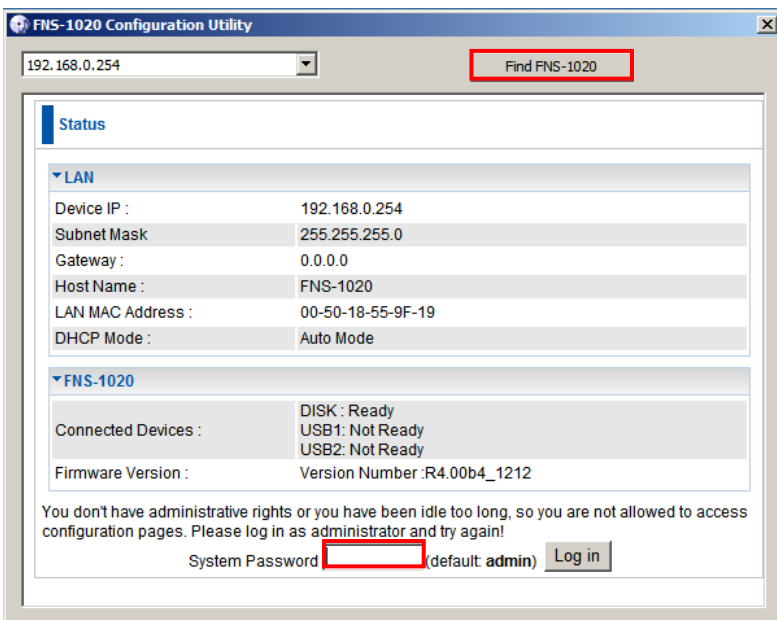 FNS-1020 Configuration Utility
192.168.0.254 Find FNS-1020
Status
LAN
Device IP : 192.168.0.254
Subnet Mask 255.255.255.0
Gateway : 0.0.0.0
Host Name : FNS-1020
LAN MAC Address : 00-50-18-55-9F-19
DHCP Mode : Auto Mode
FNS-1020
DISK : Ready
Connected Devices : USB1: Not Ready
USB2: Not Ready
Firmware Version : Version Number :R4.00b4_1212
You don't have administrative rights or you have been idle too long, so you are not allowed to access
configuration pages. Please log in as administrator and try again!
System Password (default: admin) Log in